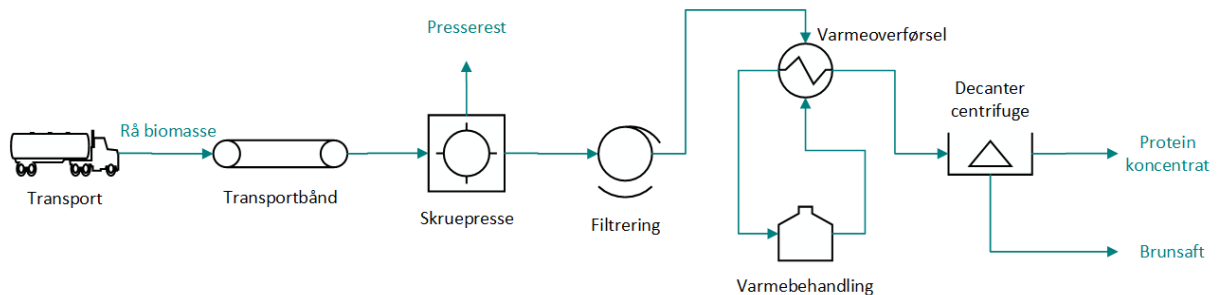 Presserest
Varmeoverførsel
Decanter
centrifuge
Rå biomasse
Protein
koncentrat
Transport
Transportbånd
Skruepresse
Filtrering
Brunsaft
Varmebehandling